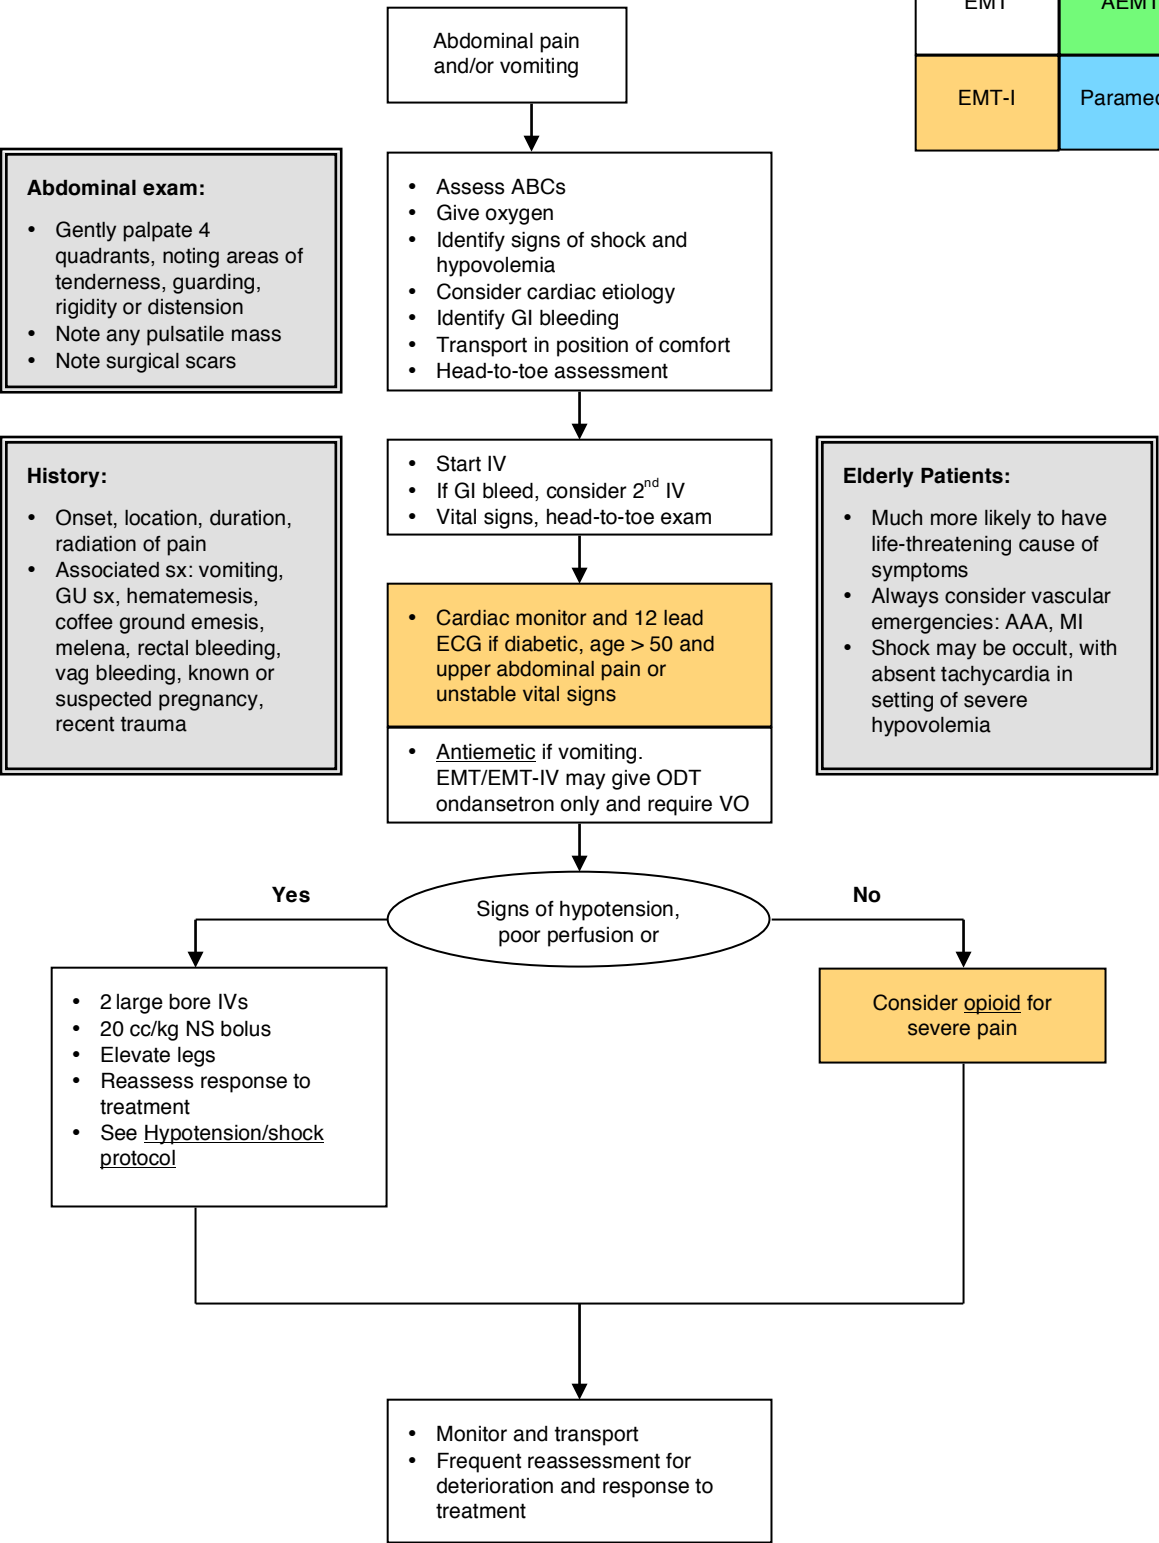 EMT
AEMT
EMT-I
Abdominal pain
and/or vomiting
Abdominal exam:
• Gently palpate 4
quadrants, noting areas of
tenderness, guarding,
rigidity or distension
• Note any pulsatile mass
• Note surgical scars
• Assess ABCs
• Give oxygen
• Identify signs of shock and
hypovolemia
• Consider cardiac etiology
• Identify GI bleeding
• Transport in position of comfort
• Head-to-toe assessment
History:
• Onset, location, duration,
radiation of pain
• Associated sx: vomiting,
GU sx, hematemesis,
coffee ground emesis,
melena, rectal bleeding,
vag bleeding, known or
suspected pregnancy,
recent trauma
• Start IV
• If GI bleed, consider 2nd IV
• Vital signs, head-to-toe exam
Elderly Patients:
• Much more likely to have
life-threatening cause of
symptoms
• Always consider vascular
emergencies: AAA, MI
• Shock may be occult, with
absent tachycardia in
setting of severe
hypovolemia
• Cardiac monitor and 12 lead
ECG if diabetic, age > 50 and
upper abdominal pain or
unstable vital signs
• Antiemetic if vomiting.
EMT/EMT-IV may give ODT
ondansetron only and require VO
Yes
Signs of hypotension,
poor perfusion or
No
• 2 large bore IVs
• 20 cc/kg NS bolus
• Elevate legs
• Reassess response to
treatment
• See Hypotension/shock
protocol
Consider opioid for
severe pain
• Monitor and transport
• Frequent reassessment for
deterioration and response to
treatment